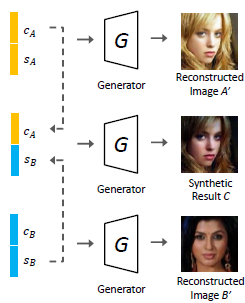 c_A
s_A
G
Generator
Reconstructed
Image A′
c_A
s_B
G
Generator
Synthetic
Result C
c_B
s_B
G
Generator
Reconstructed
Image B′